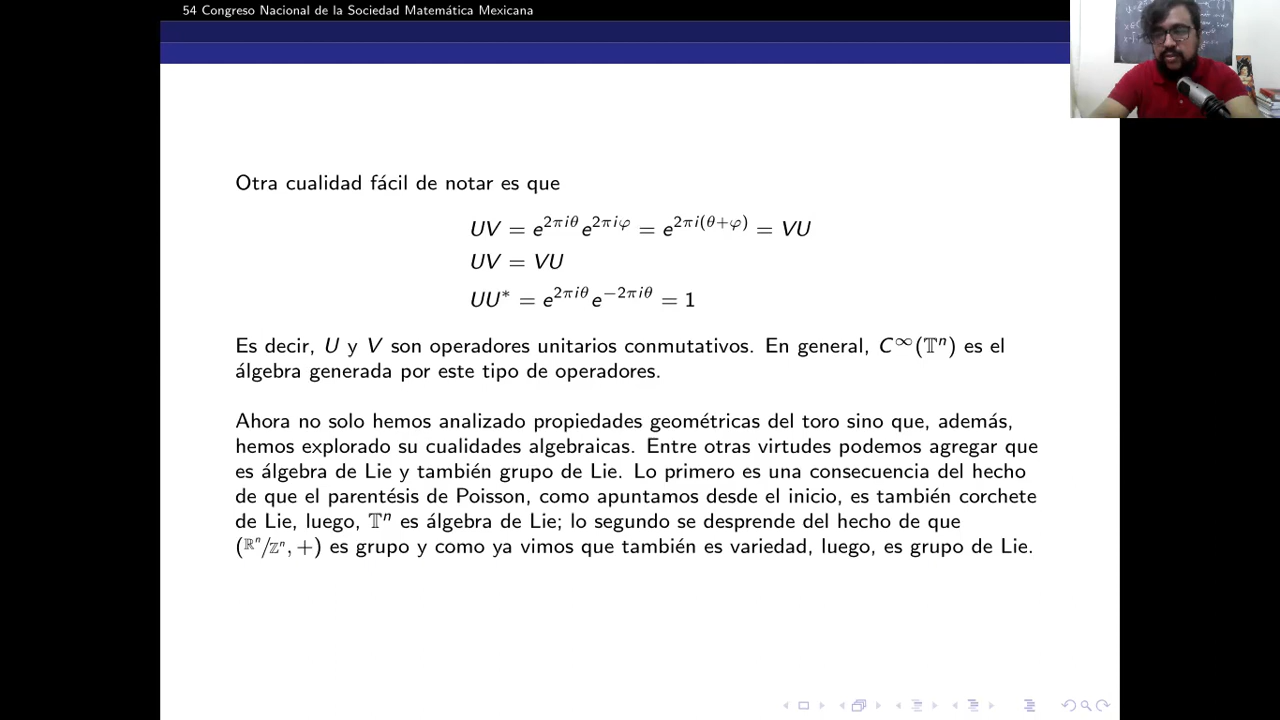 54 Congreso Nacional de la Sociedad Matemática Mexicana
Otra cualidad fácil de notar es que
UV = e^{2πiθ} e^{2πiφ} = e^{2πi(θ+φ)} = VU
UV = VU
UU* = e^{2πiθ} e^{−2πiθ} = 1
Es decir, U y V son operadores unitarios conmutativos. En general, C^∞(𝕋ⁿ) es el
álgebra generada por este tipo de operadores.
Ahora no solo hemos analizado propiedades geométricas del toro sino que, además,
hemos explorado su cualidades algebraicas. Entre otras virtudes podemos agregar que
es álgebra de Lie y también grupo de Lie. Lo primero es una consecuencia del hecho
de que el parentésis de Poisson, como apuntamos desde el inicio, es también corchete
de Lie, luego, 𝕋ⁿ es álgebra de Lie; lo segundo se desprende del hecho de que
(ℝⁿ/ℤⁿ, +) es grupo y como ya vimos que también es variedad, luego, es grupo de Lie.